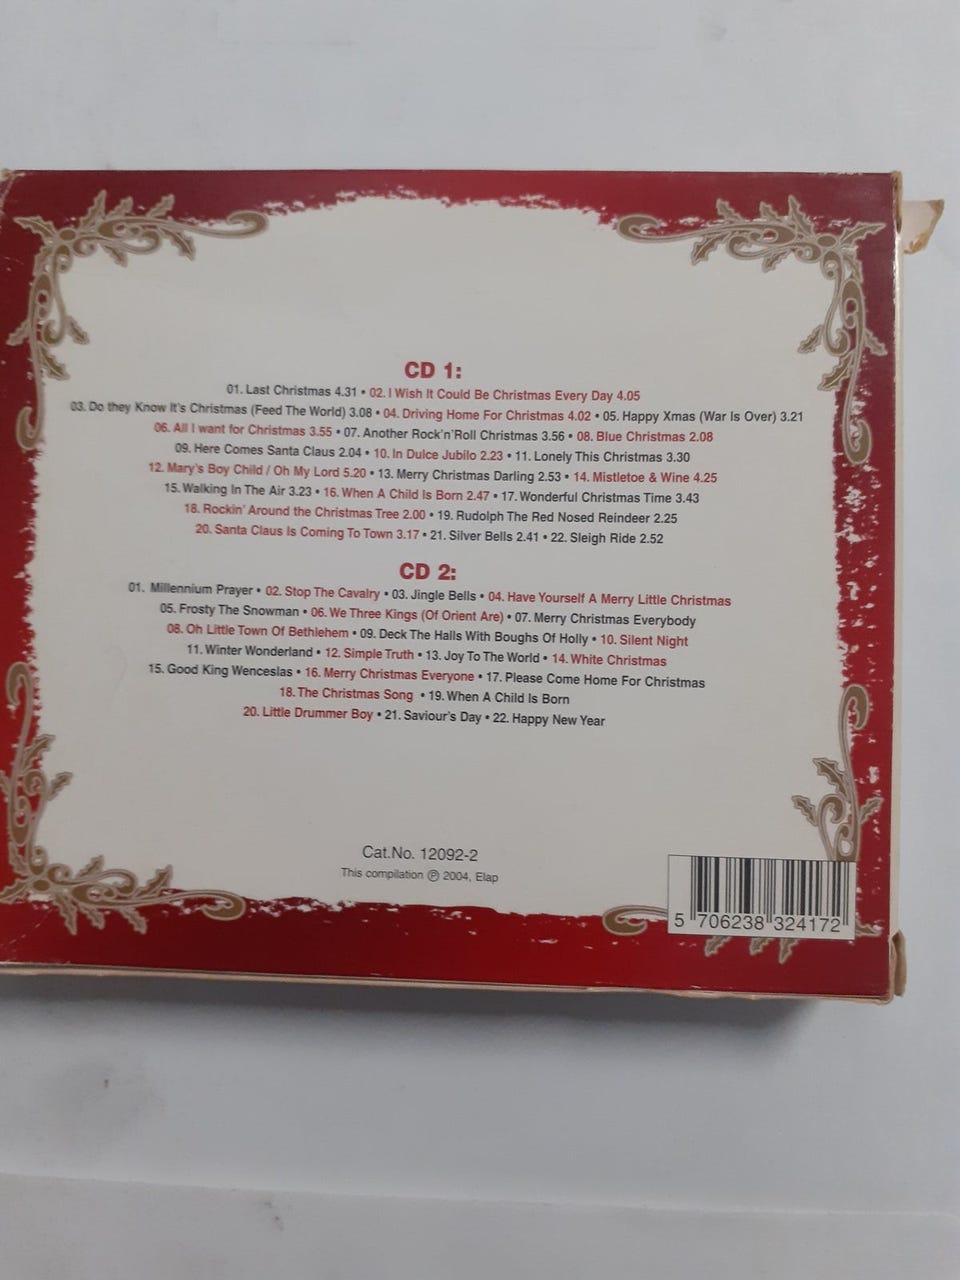 CD 1:
01. Last Christmas 4.31 • 02. I Wish It Could Be Christmas Every Day 4.05
03. Do they Know It's Christmas (Feed The World) 3.08 • 04. Driving Home For Christmas 4.02 • 05. Happy Xmas (War Is Over) 3.21
06. All I want for Christmas 3.55 • 07. Another Rock'n'Roll Christmas 3.56 • 08. Blue Christmas 2.08
09. Here Comes Santa Claus 2.04 • 10. In Dulce Jubilo 2.23 • 11. Lonely This Christmas 3.30
12. Mary's Boy Child / Oh My Lord 5.20 • 13. Merry Christmas Darling 2.53 • 14. Mistletoe & Wine 4.25
15. Walking In The Air 3.23 • 16. When A Child Is Born 2.47 • 17. Wonderful Christmas Time 3.43
18. Rockin' Around the Christmas Tree 2.00 • 19. Rudolph The Red Nosed Reindeer 2.25
20. Santa Claus Is Coming To Town 3.17 • 21. Silver Bells 2.41 • 22. Sleigh Ride 2.52
CD 2:
01. Millennium Prayer • 02. Stop The Cavalry • 03. Jingle Bells • 04. Have Yourself A Merry Little Christmas
05. Frosty The Snowman • 06. We Three Kings (Of Orient Are) • 07. Merry Christmas Everybody
08. Oh Little Town Of Bethlehem • 09. Deck The Halls With Boughs Of Holly • 10. Silent Night
11. Winter Wonderland • 12. Simple Truth • 13. Joy To The World • 14. White Christmas
15. Good King Wenceslas • 16. Merry Christmas Everyone • 17. Please Come Home For Christmas
18. The Christmas Song • 19. When A Child Is Born
20. Little Drummer Boy • 21. Saviour's Day • 22. Happy New Year
Cat.No. 12092-2
This compilation ℗ 2004, Elap
5 706238 324172